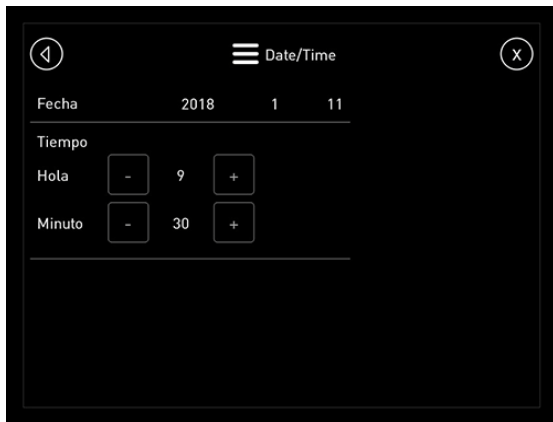 Date/Time X
Fecha 2018 1 11
Tiempo
Hola - 9 +
Minuto - 30 +